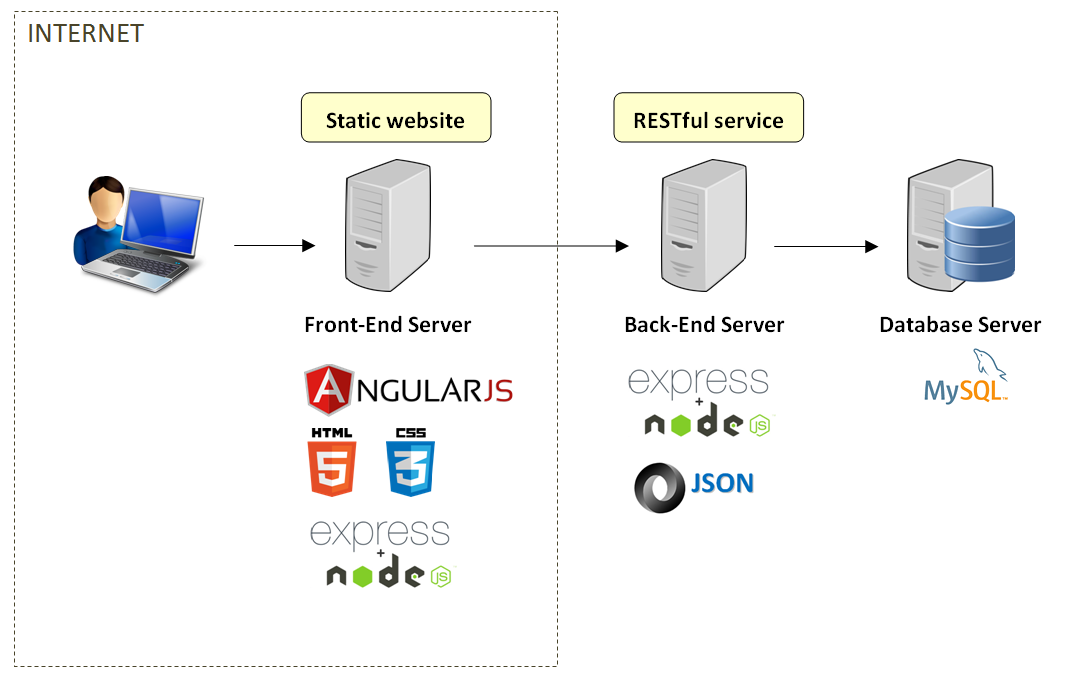 INTERNET
Static website
RESTful service
Front-End Server
Back-End Server
Database Server
ANGULARJS
HTML
5
CSS
3
express
+
node JS
express
+
node JS
JSON
MySQL™